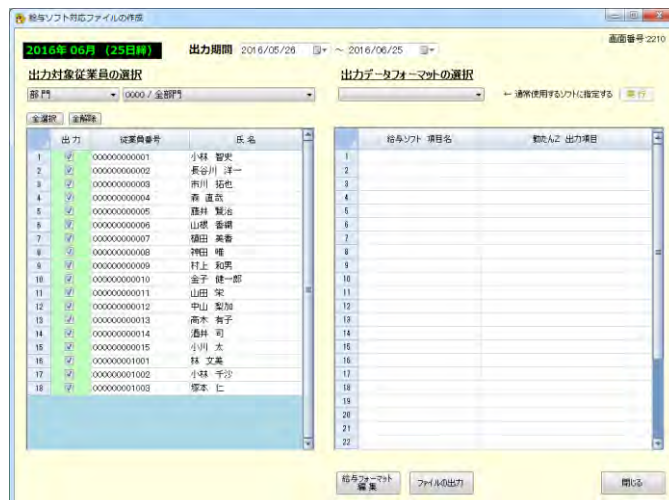 給与ソフト対応ファイルの作成
画面番号:2210
2016年 06月 (25日締) 出力期間 2016/05/26 ～ 2016/06/25
出力対象従業員の選択 出力データフォーマットの選択
部門 0000 / 全部門 ← 通常使用するソフトに指定する 実行
全選択 全解除
出力 従業員番号 氏名 給与ソフト 項目名 勤たんZ 出力項目
1 000000000001 小林 智史 1
2 000000000002 長谷川 洋一 2
3 000000000003 市川 拓也 3
4 000000000004 森 直哉 4
5 000000000005 藤井 賢治 5
6 000000000006 山根 香織 6
7 000000000007 植田 美香 7
8 000000000008 神田 唯 8
9 000000000009 村上 和男 9
10 000000000010 金子 健一郎 10
11 000000000011 山田 栄 11
12 000000000012 中山 梨加 12
13 000000000013 高木 有子 13
14 000000000014 酒井 司 14
15 000000000015 小川 太 15
16 000000001001 林 文美 16
17 000000001002 小林 千沙 17
18 000000001003 塚本 仁 18
19
20
21
22
給与フォーマット編集 ファイルの出力 閉じる